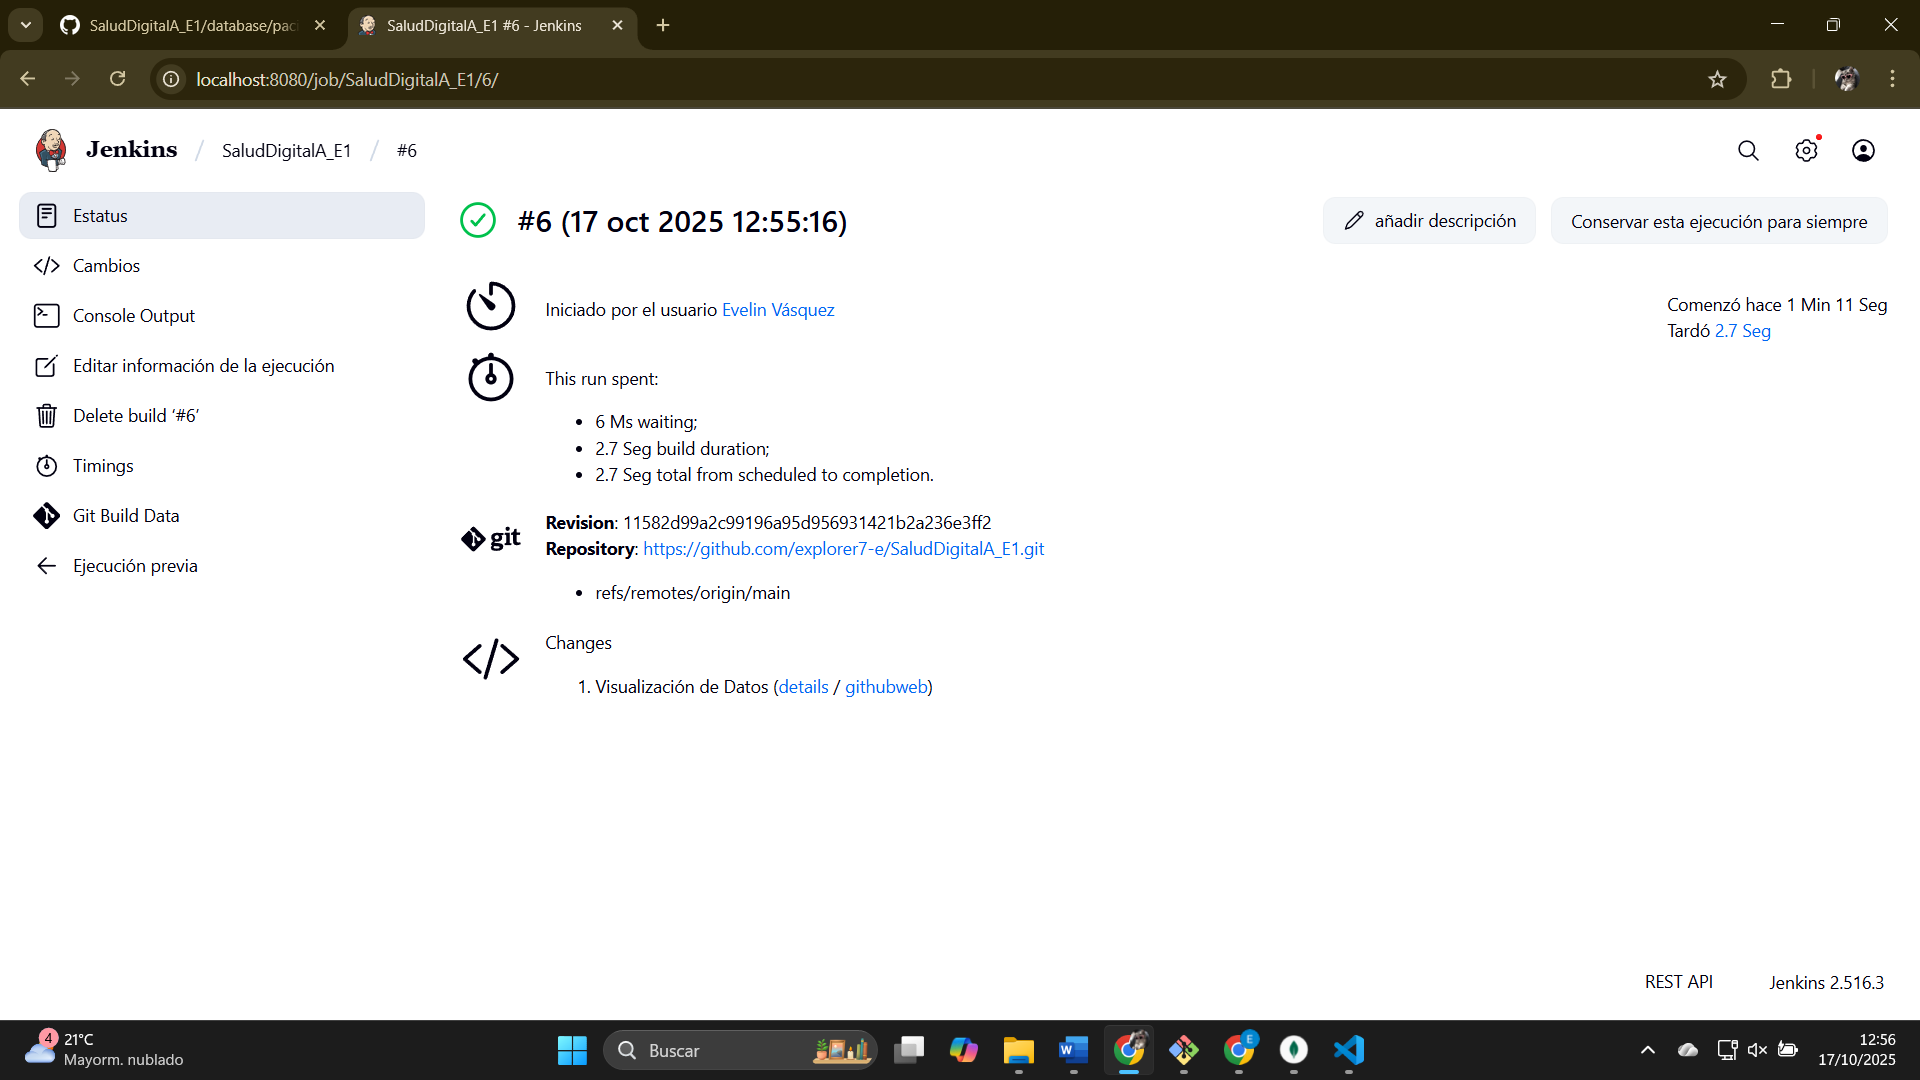 SaludDigitalA_E1/database/paci
SaludDigitalA_E1 #6 - Jenkins
localhost:8080/job/SaludDigitalA_E1/6/
Jenkins / SaludDigitalA_E1 / #6
Estatus
Cambios
Console Output
Editar información de la ejecución
Delete build ‘#6’
Timings
Git Build Data
Ejecución previa
#6 (17 oct 2025 12:55:16)
añadir descripción
Conservar esta ejecución para siempre
Iniciado por el usuario Evelin Vásquez
Comenzó hace 1 Min 11 Seg
Tardó 2.7 Seg
This run spent:
• 6 Ms waiting;
• 2.7 Seg build duration;
• 2.7 Seg total from scheduled to completion.
git
Revision: 11582d99a2c99196a95d956931421b2a236e3ff2
Repository: https://github.com/explorer7-e/SaludDigitalA_E1.git
• refs/remotes/origin/main
Changes
1. Visualización de Datos (details / githubweb)
REST API
Jenkins 2.516.3
4
21°C
Mayorm. nublado
Buscar
E
12:56
17/10/2025